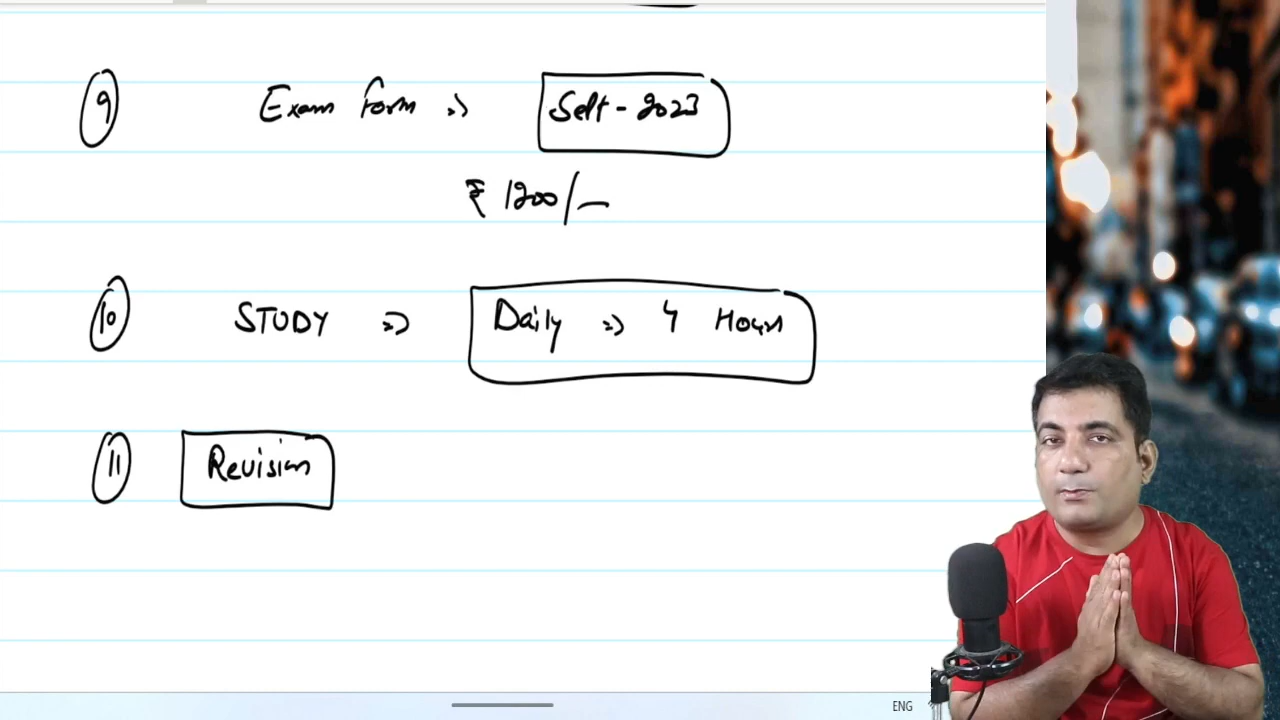 9 Exam form => Sept - 2023
₹ 1200/-
10 STUDY => Daily => 4 Hours
11 Revision
ENG